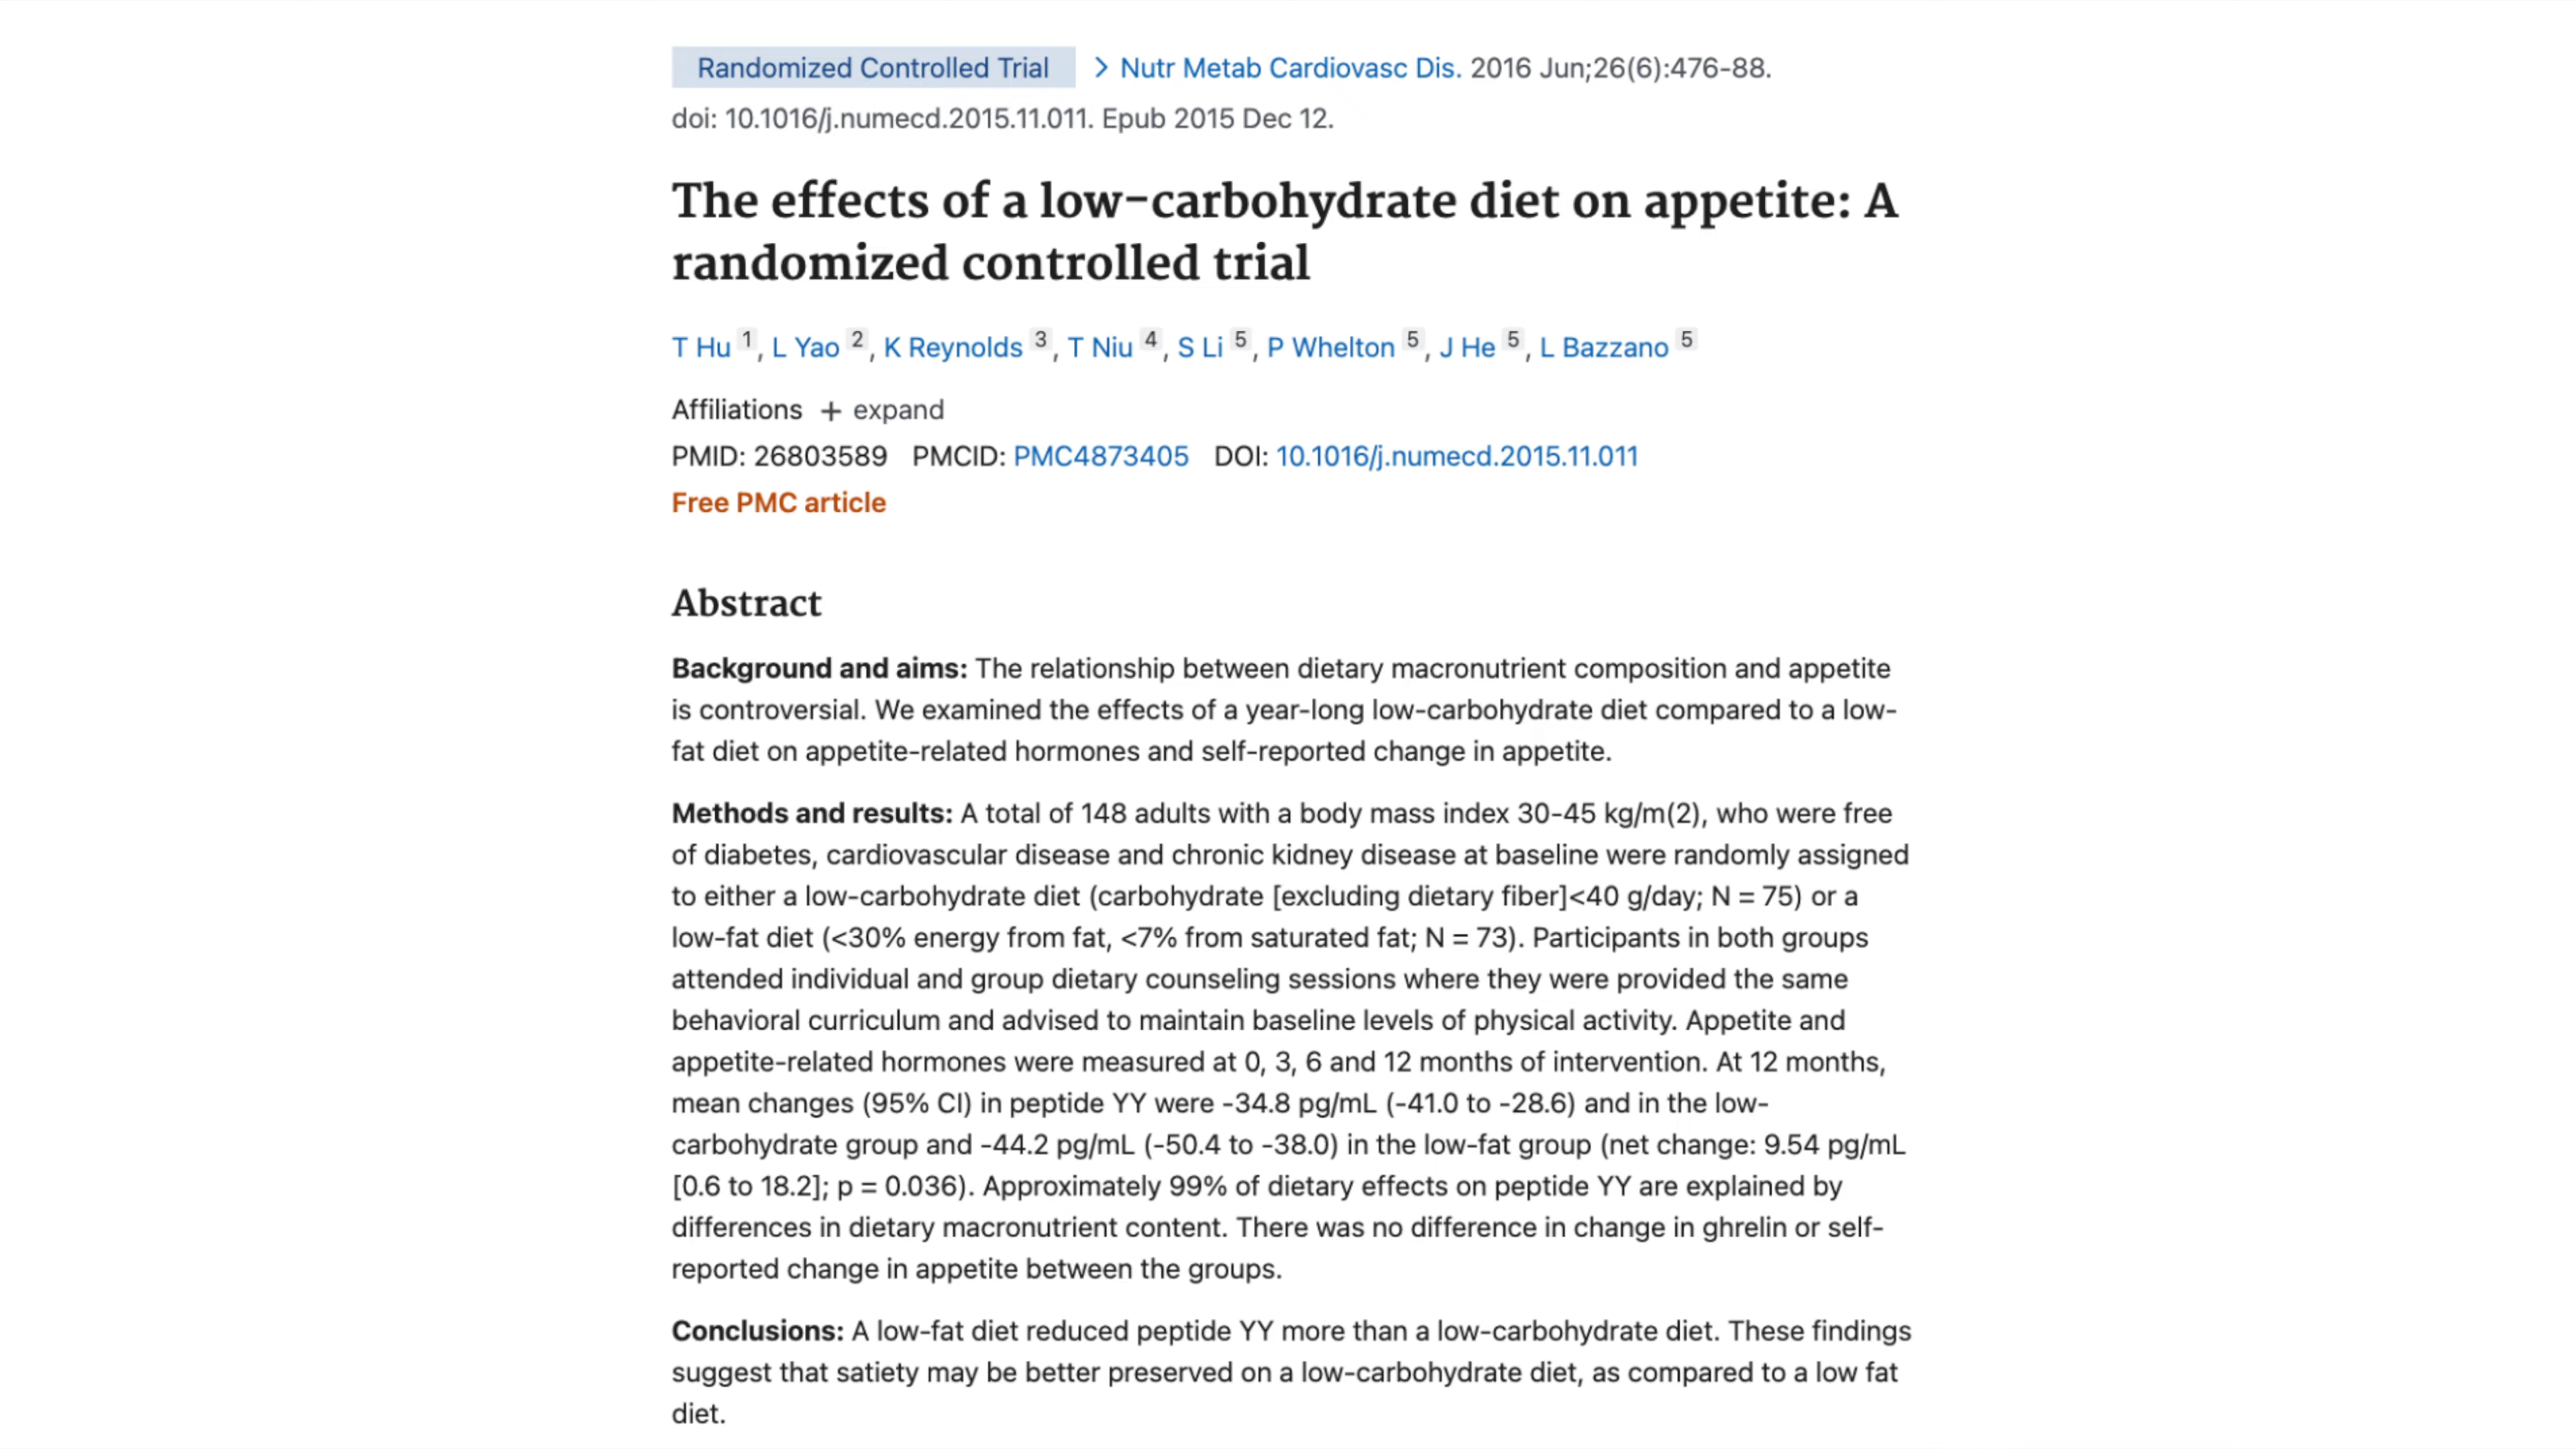 Randomized Controlled Trial > Nutr Metab Cardiovasc Dis. 2016 Jun;26(6):476-88.
doi: 10.1016/j.numecd.2015.11.011. Epub 2015 Dec 12.
The effects of a low-carbohydrate diet on appetite: A
randomized controlled trial
T Hu 1, L Yao 2, K Reynolds 3, T Niu 4, S Li 5, P Whelton 5, J He 5, L Bazzano 5
Affiliations + expand
PMID: 26803589 PMCID: PMC4873405 DOI: 10.1016/j.numecd.2015.11.011
Free PMC article
Abstract
Background and aims: The relationship between dietary macronutrient composition and appetite
is controversial. We examined the effects of a year-long low-carbohydrate diet compared to a low-
fat diet on appetite-related hormones and self-reported change in appetite.
Methods and results: A total of 148 adults with a body mass index 30-45 kg/m(2), who were free
of diabetes, cardiovascular disease and chronic kidney disease at baseline were randomly assigned
to either a low-carbohydrate diet (carbohydrate [excluding dietary fiber]<40 g/day; N = 75) or a
low-fat diet (<30% energy from fat, <7% from saturated fat; N = 73). Participants in both groups
attended individual and group dietary counseling sessions where they were provided the same
behavioral curriculum and advised to maintain baseline levels of physical activity. Appetite and
appetite-related hormones were measured at 0, 3, 6 and 12 months of intervention. At 12 months,
mean changes (95% CI) in peptide YY were -34.8 pg/mL (-41.0 to -28.6) and in the low-
carbohydrate group and -44.2 pg/mL (-50.4 to -38.0) in the low-fat group (net change: 9.54 pg/mL
[0.6 to 18.2]; p = 0.036). Approximately 99% of dietary effects on peptide YY are explained by
differences in dietary macronutrient content. There was no difference in change in ghrelin or self-
reported change in appetite between the groups.
Conclusions: A low-fat diet reduced peptide YY more than a low-carbohydrate diet. These findings
suggest that satiety may be better preserved on a low-carbohydrate diet, as compared to a low fat
diet.